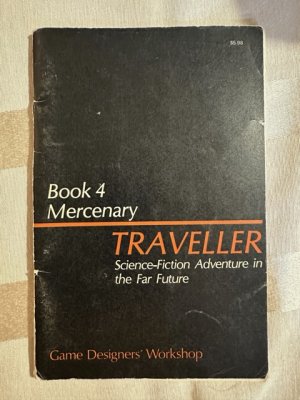 $5.98
Book 4
Mercenary
TRAVELLER
Science-Fiction Adventure in
the Far Future
Game Designers' Workshop